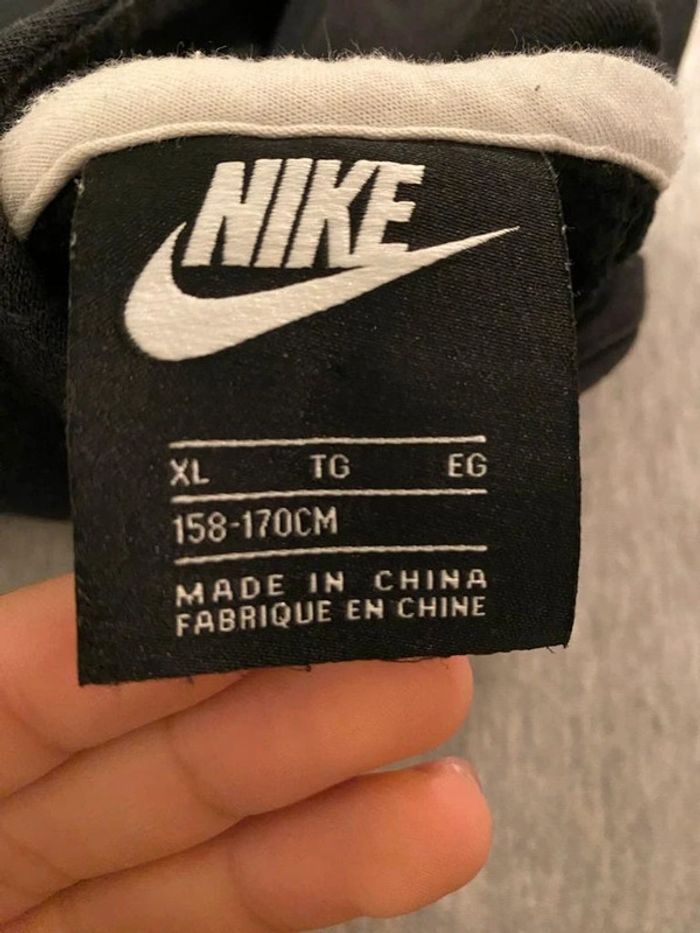 NIKE
XL TG EG
158-170CM
MADE IN CHINA
FABRIQUE EN CHINE